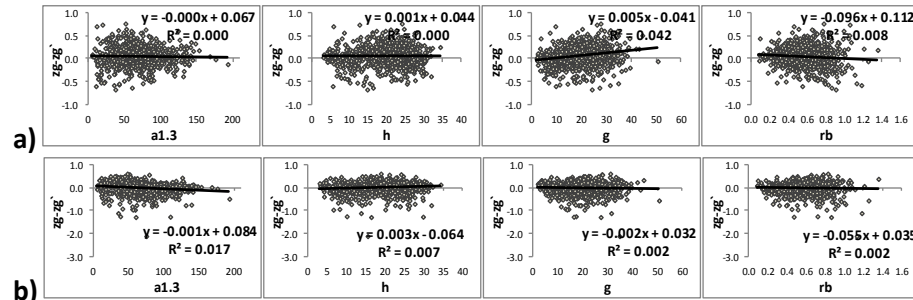 y = -0.000x + 0.067
R² = 0.000
1.0
0.5
0.0
-0.5
-1.0
zg-zg`
0 50 100 150 200
a1.3
y = 0.001x + 0.044
R² = 0.000
1.0
0.5
0.0
-0.5
-1.0
zg-zg`
0 5 10 15 20 25 30 35 40
h
y = 0.005x - 0.041
R² = 0.042
1.0
0.5
0.0
-0.5
-1.0
zg-zg`
0 10 20 30 40 50 60
g
y = -0.096x + 0.112
R² = 0.008
1.0
0.5
0.0
-0.5
-1.0
zg-zg`
0.0 0.2 0.4 0.6 0.8 1.0 1.2 1.4 1.6
rb
a)
1.0
0.0
-1.0
-2.0
-3.0
zg-zg`
y = -0.001x + 0.084
R² = 0.017
0 50 100 150 200
a1.3
1.0
0.0
-1.0
-2.0
-3.0
zg-zg`
y = 0.003x - 0.064
R² = 0.007
0 5 10 15 20 25 30 35 40
h
1.0
0.0
-1.0
-2.0
-3.0
zg-zg`
y = -0.002x + 0.032
R² = 0.002
0 10 20 30 40 50 60
g
1.0
0.0
-1.0
-2.0
-3.0
zg-zg`
y = -0.055x + 0.035
R² = 0.002
0.0 0.2 0.4 0.6 0.8 1.0 1.2 1.4 1.6
rb
b)